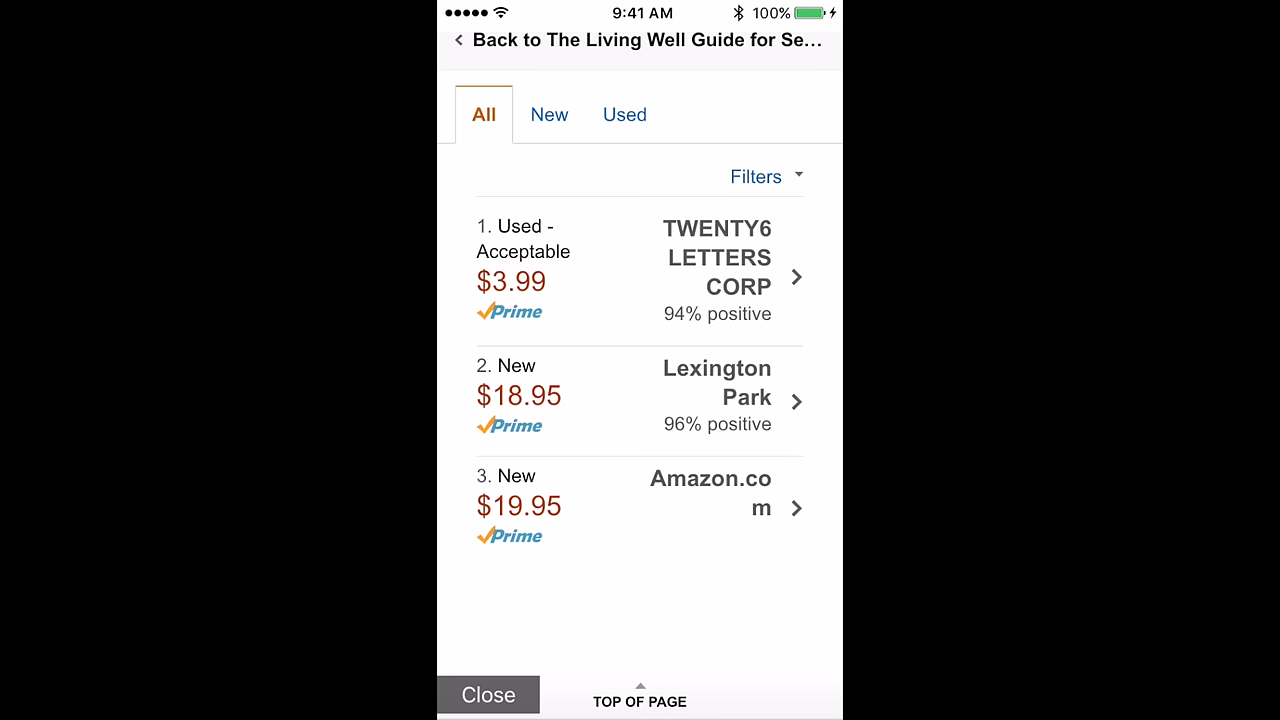 9:41 AM
100%
Back to The Living Well Guide for Se...
All
New
Used
Filters
1. Used -
Acceptable
$3.99
Prime
TWENTY6
LETTERS
CORP
94% positive
2. New
$18.95
Prime
Lexington
Park
96% positive
3. New
$19.95
Prime
Amazon.co
m
Close
TOP OF PAGE